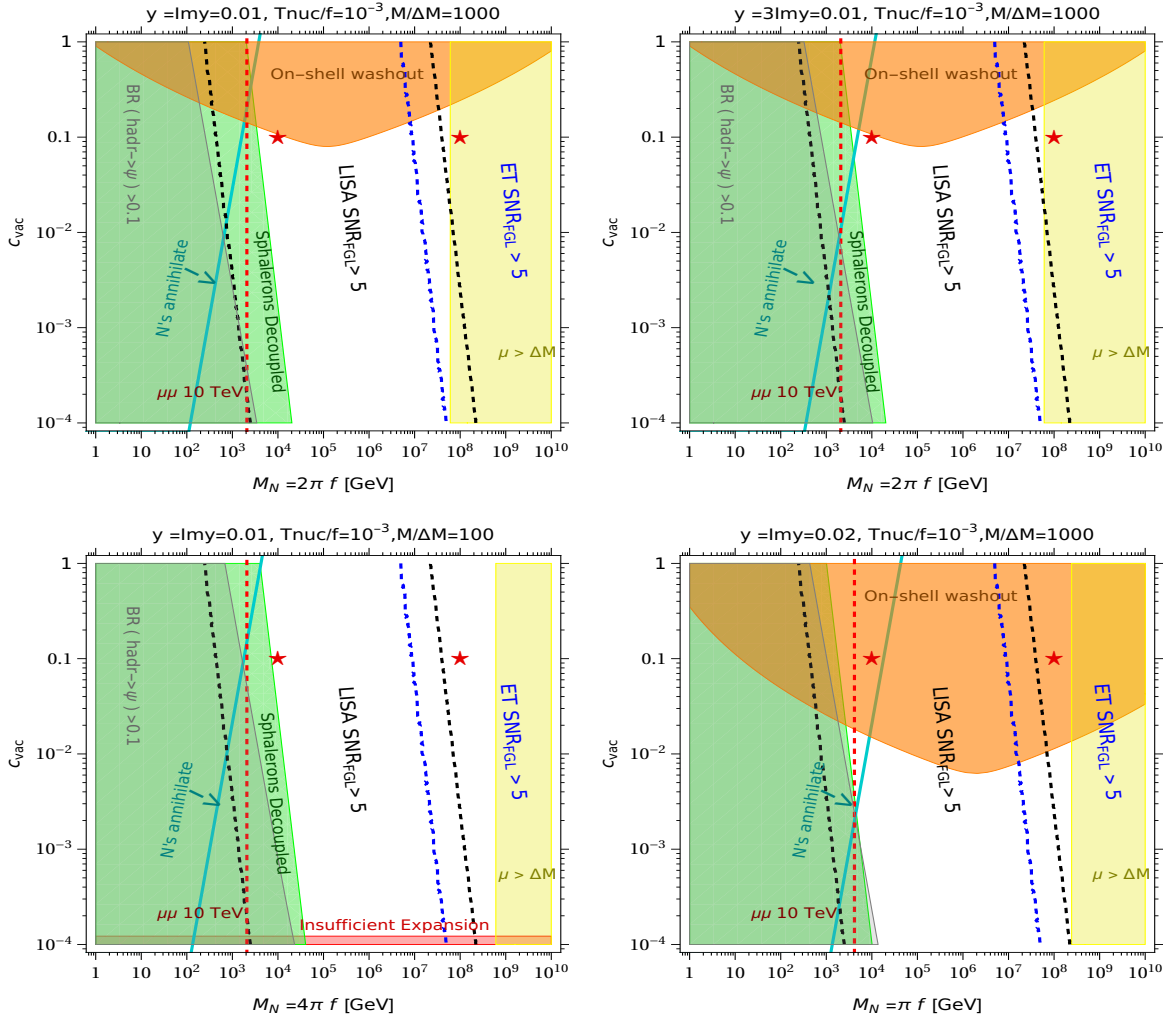 y =Imy=0.01, Tnuc/f=10⁻³,M/ΔM=1000
1
0.1
10⁻²
10⁻³
10⁻⁴
c_vac
On-shell washout
BR ( hadr->ψ ) >0.1
N's annihilate
Sphalerons Decoupled
LISA SNR_FGL> 5
ET SNR_FGL > 5
μ > ΔM
μμ 10 TeV
1 10 10² 10³ 10⁴ 10⁵ 10⁶ 10⁷ 10⁸ 10⁹ 10¹⁰
M_N =2π f [GeV]
y =3Imy=0.01, Tnuc/f=10⁻³,M/ΔM=1000
1
0.1
10⁻²
10⁻³
10⁻⁴
c_vac
On-shell washout
BR ( hadr->ψ ) >0.1
N's annihilate
Sphalerons Decoupled
LISA SNR_FGL> 5
ET SNR_FGL > 5
μ > ΔM
μμ 10 TeV
1 10 10² 10³ 10⁴ 10⁵ 10⁶ 10⁷ 10⁸ 10⁹ 10¹⁰
M_N =2π f [GeV]
y =Imy=0.01, Tnuc/f=10⁻³,M/ΔM=100
1
0.1
10⁻²
10⁻³
10⁻⁴
c_vac
BR ( hadr->ψ ) >0.1
N's annihilate
Sphalerons Decoupled
LISA SNR_FGL> 5
ET SNR_FGL > 5
μ > ΔM
μμ 10 TeV
Insufficient Expansion
1 10 10² 10³ 10⁴ 10⁵ 10⁶ 10⁷ 10⁸ 10⁹ 10¹⁰
M_N =4π f [GeV]
y =Imy=0.02, Tnuc/f=10⁻³,M/ΔM=1000
1
0.1
10⁻²
10⁻³
10⁻⁴
c_vac
On-shell washout
N's annihilate
LISA SNR_FGL> 5
ET SNR_FGL > 5
μ > ΔM
μμ 10 TeV
1 10 10² 10³ 10⁴ 10⁵ 10⁶ 10⁷ 10⁸ 10⁹ 10¹⁰
M_N =π f [GeV]